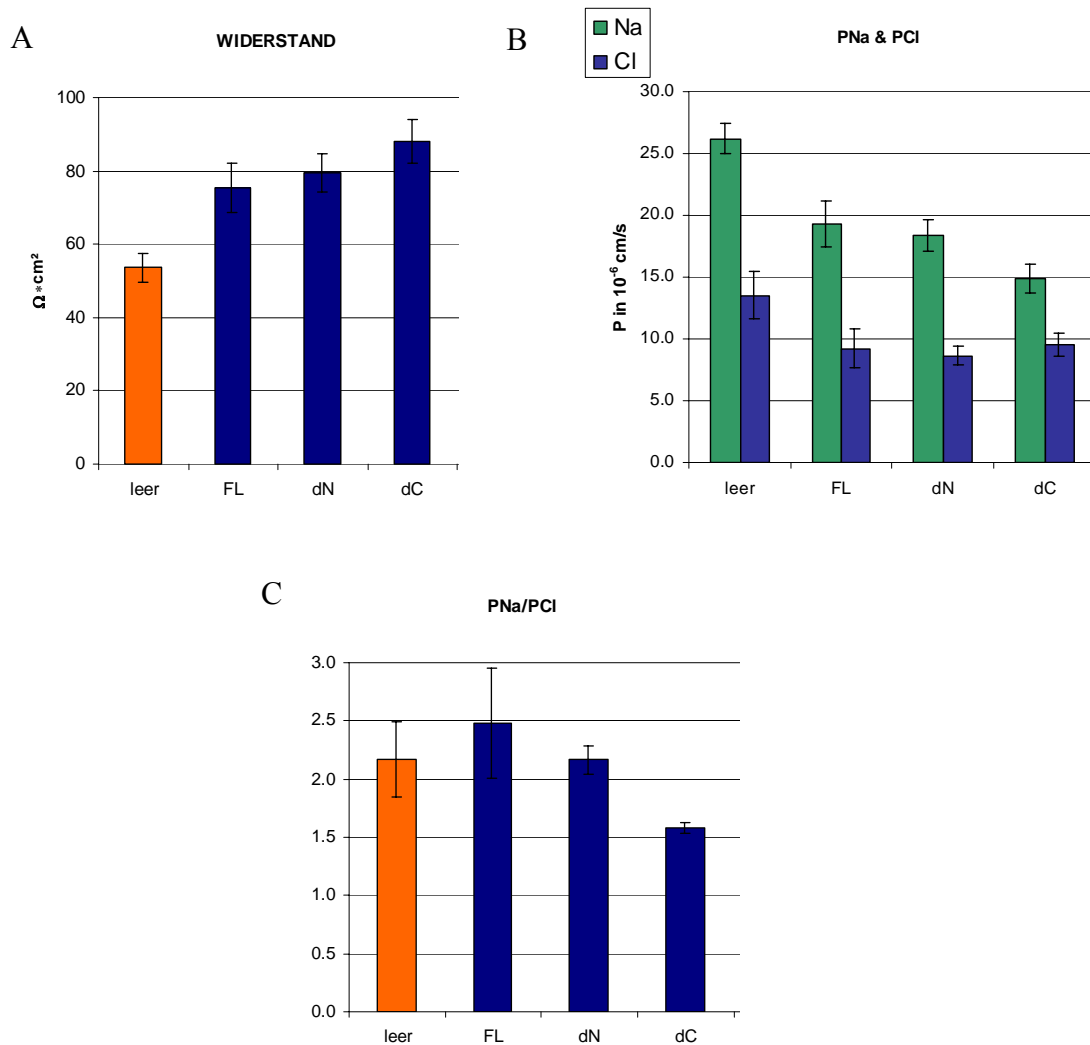 A
WIDERSTAND
Ω*cm²
100
80
60
40
20
0
leer FL dN dC
Na
Cl
B
PNa & PCl
P in 10⁻⁶ cm/s
30.0
25.0
20.0
15.0
10.0
5.0
0.0
leer FL dN dC
C
PNa/PCl
3.0
2.5
2.0
1.5
1.0
0.5
0.0
leer FL dN dC